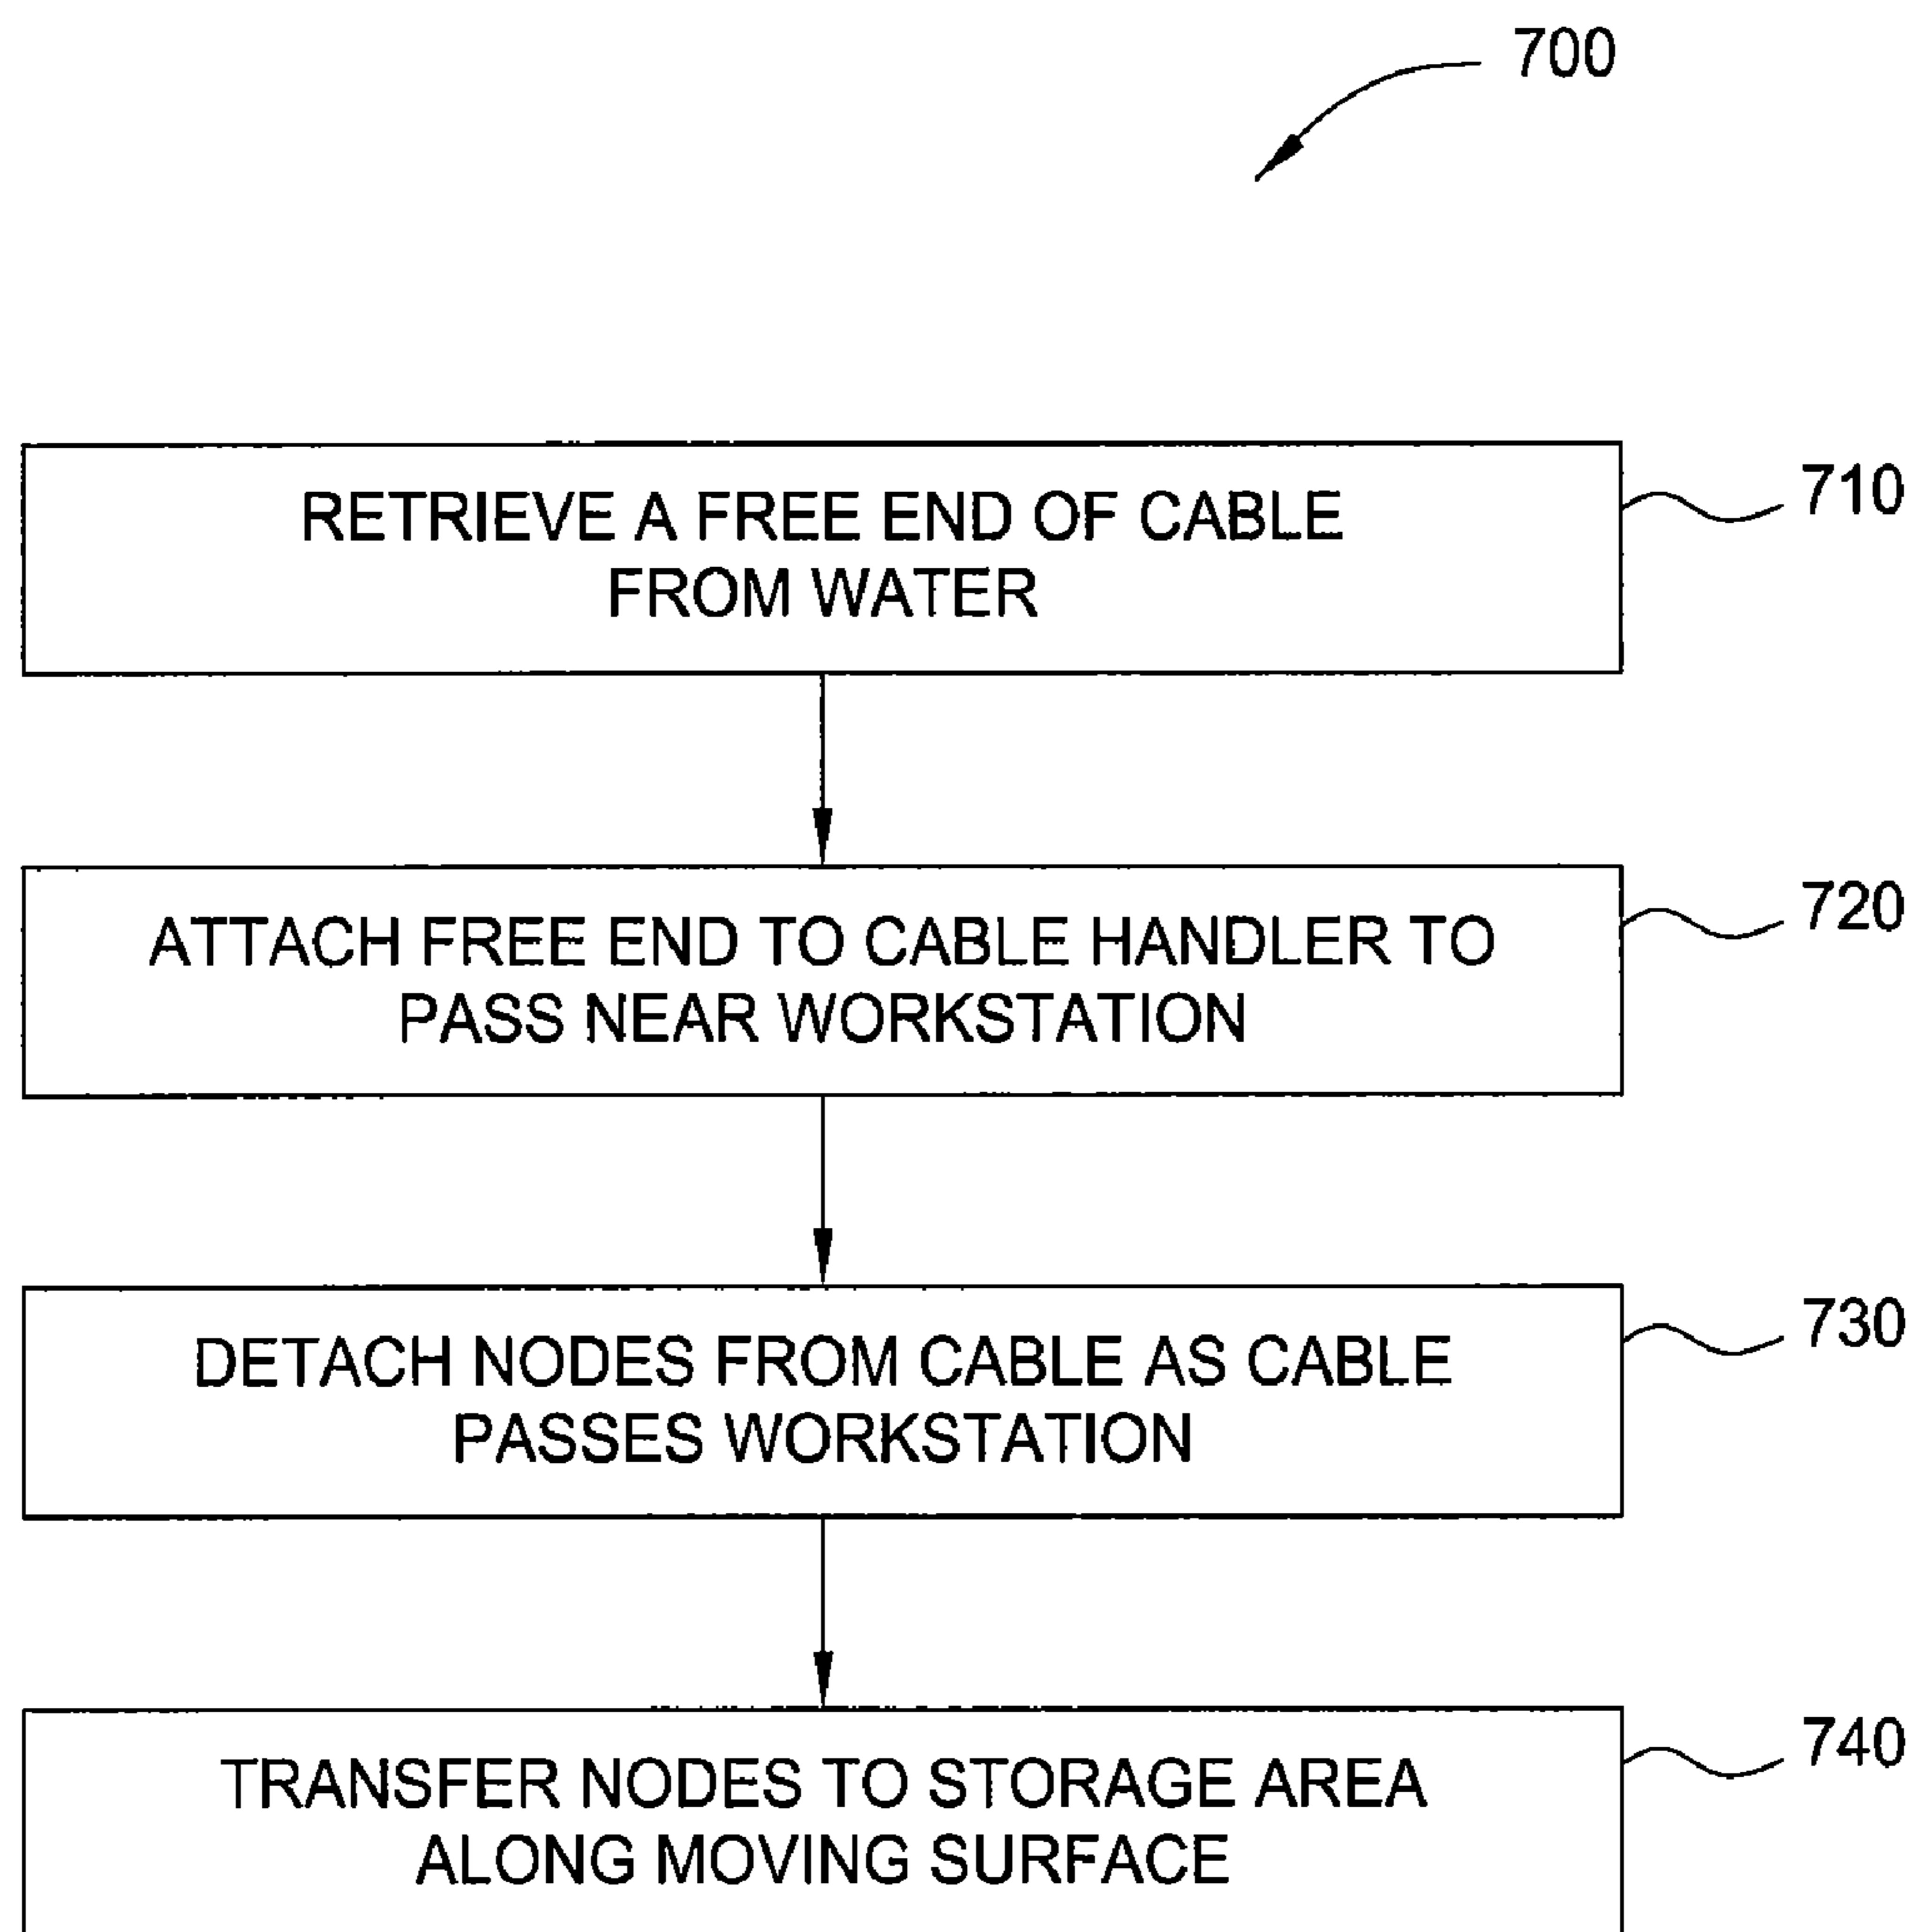 700
RETRIEVE A FREE END OF CABLE
FROM WATER
710
ATTACH FREE END TO CABLE HANDLER TO
PASS NEAR WORKSTATION
720
DETACH NODES FROM CABLE AS CABLE
PASSES WORKSTATION
730
TRANSFER NODES TO STORAGE AREA
ALONG MOVING SURFACE
740